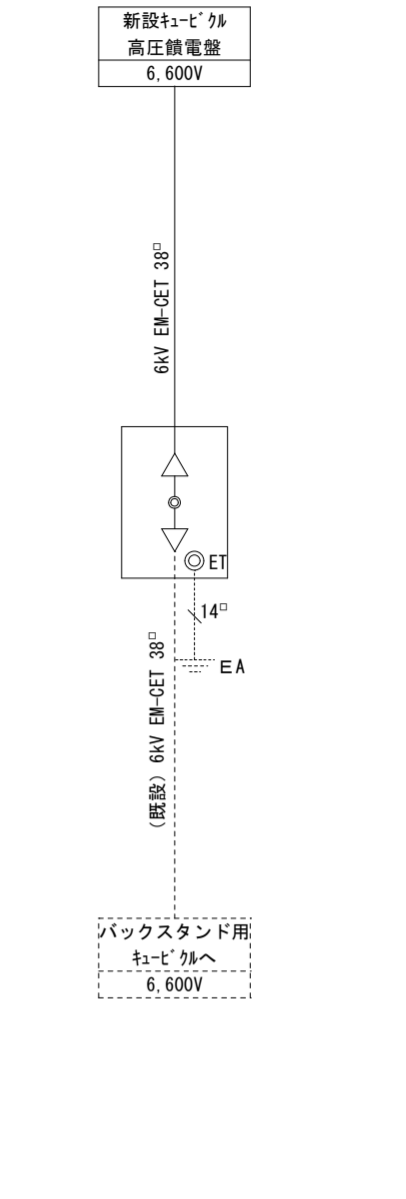 新設ｷｭｰﾋﾞｸﾙ
高圧饋電盤
6,600V
6kV EM-CET 38□
ET
14□
EA
(既設) 6kV EM-CET 38□
バックスタンド用
ｷｭｰﾋﾞｸﾙへ
6,600V